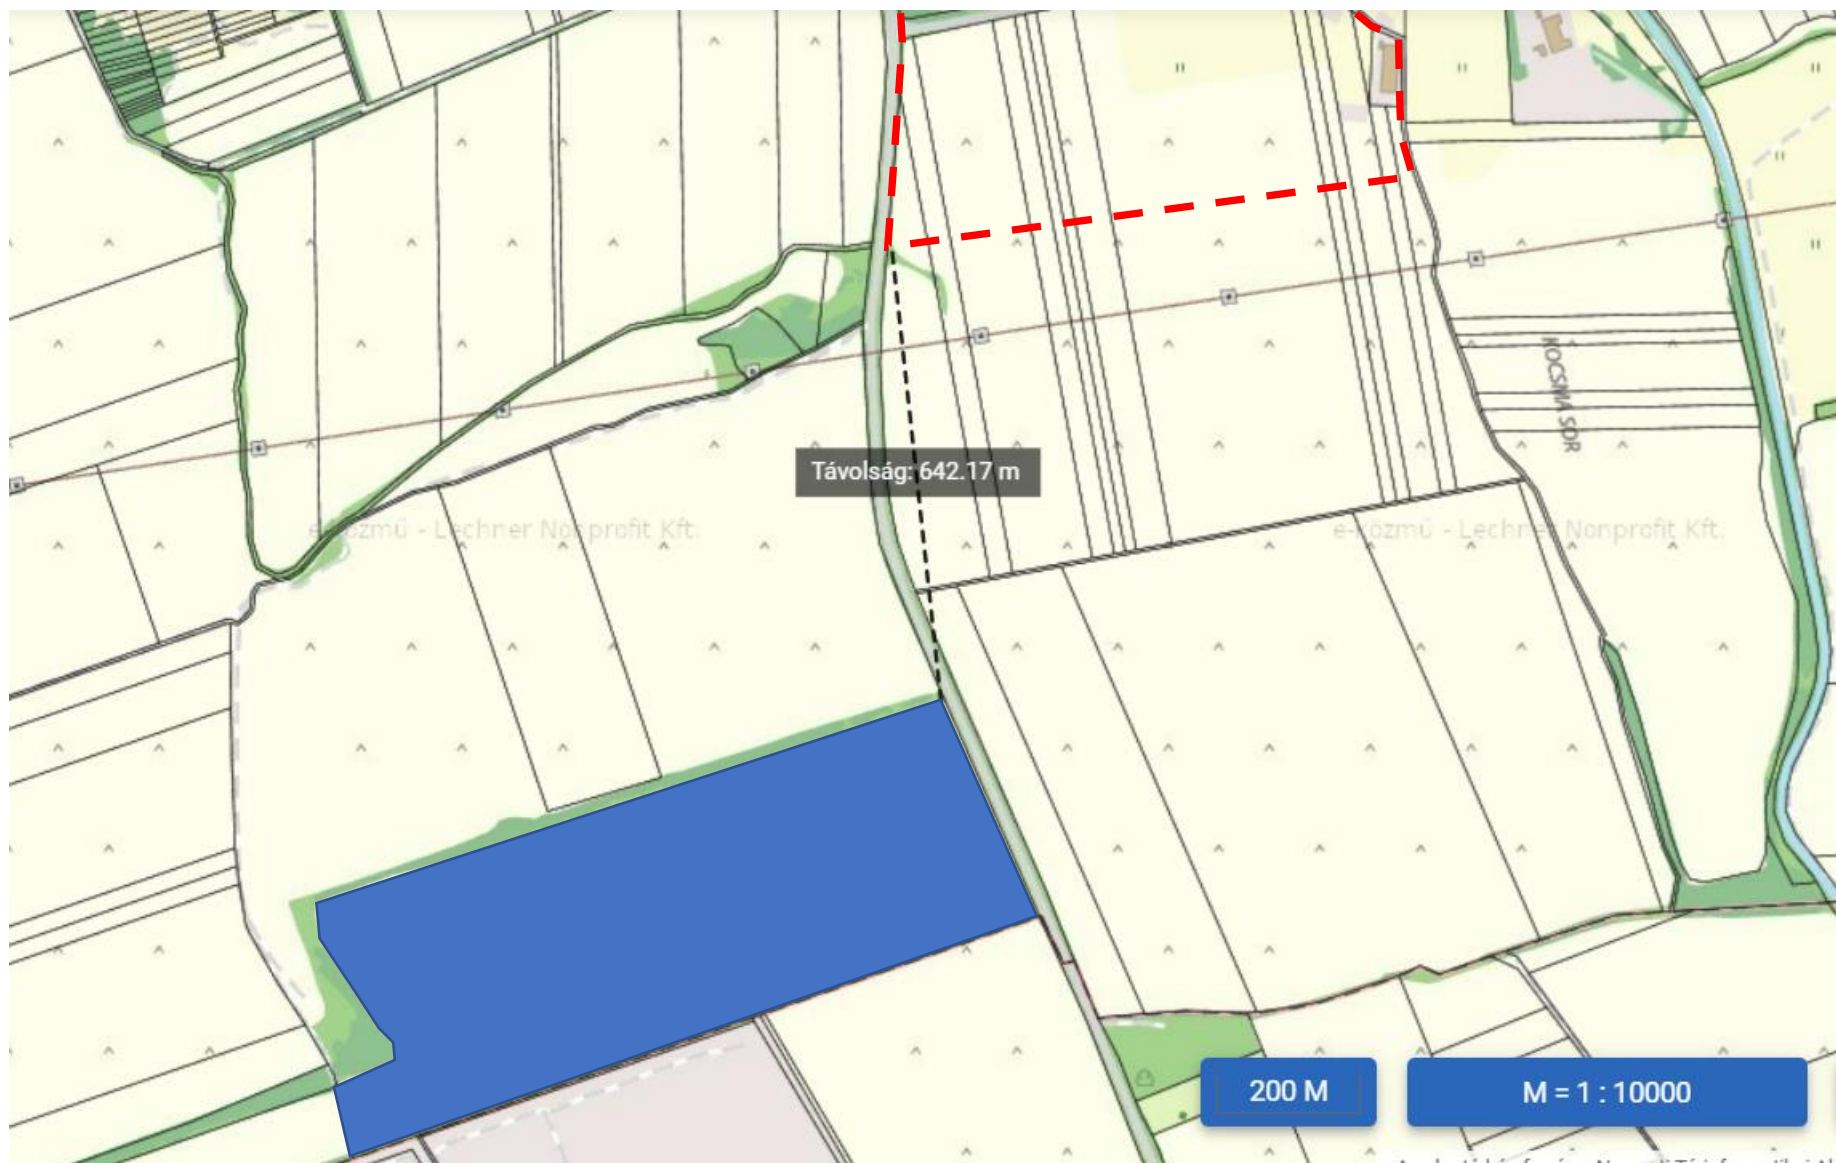 KOCSMA SOR
Távolság: 642.17 m
e-közmű - Lechner Nonprofit Kft.
e-közmű - Lechner Nonprofit Kft.
200 M
M = 1 : 10000